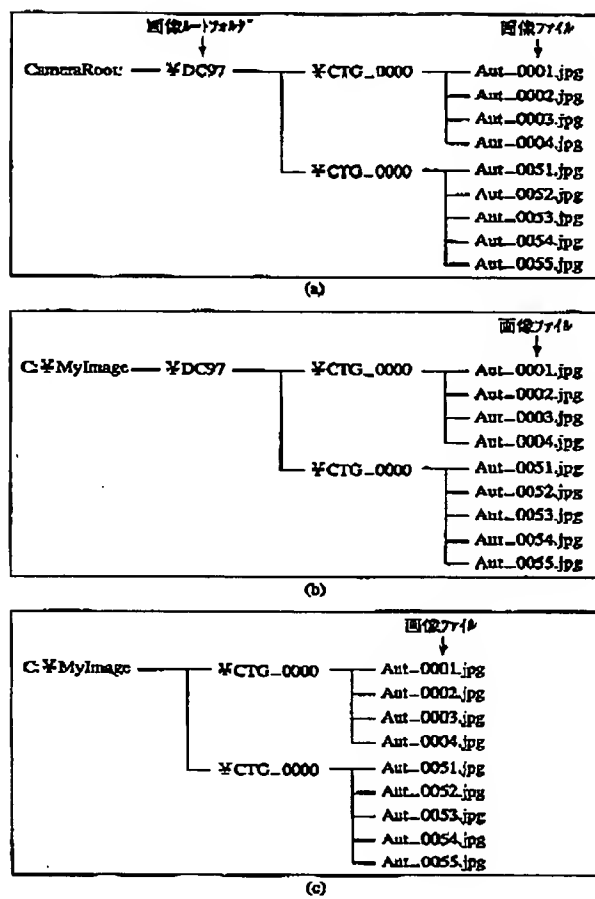 画像ルートフォルダ 画像ファイル
CameraRoot: ¥DC97 ¥CTG_0000 Aut_0001.jpg
Aut_0002.jpg
Aut_0003.jpg
Aut_0004.jpg
¥CTG_0000 Aut_0051.jpg
Aut_0052.jpg
Aut_0053.jpg
Aut_0054.jpg
Aut_0055.jpg
(a)
画像ファイル
C:¥MyImage ¥DC97 ¥CTG_0000 Aut_0001.jpg
Aut_0002.jpg
Aut_0003.jpg
Aut_0004.jpg
¥CTG_0000 Aut_0051.jpg
Aut_0052.jpg
Aut_0053.jpg
Aut_0054.jpg
Aut_0055.jpg
(b)
画像ファイル
C:¥MyImage ¥CTG_0000 Aut_0001.jpg
Aut_0002.jpg
Aut_0003.jpg
Aut_0004.jpg
¥CTG_0000 Aut_0051.jpg
Aut_0052.jpg
Aut_0053.jpg
Aut_0054.jpg
Aut_0055.jpg
(c)